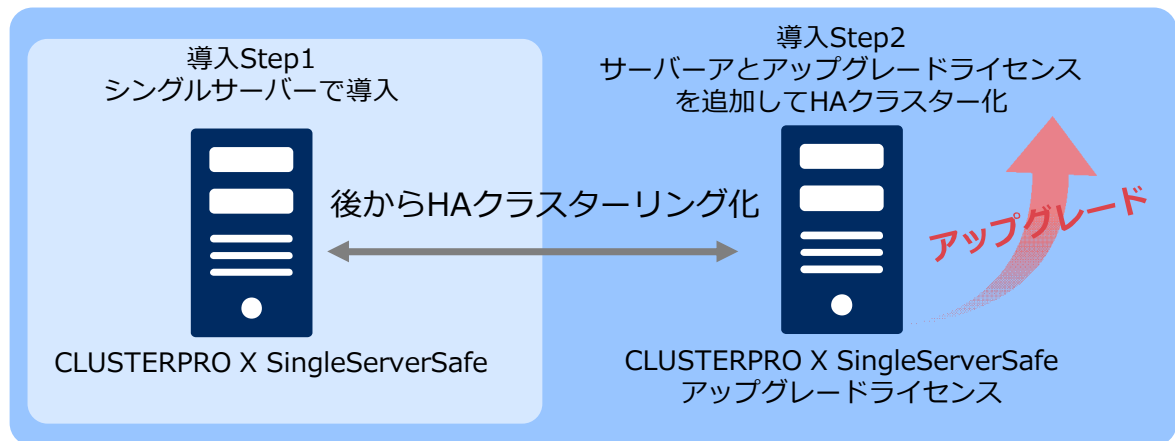 導入Step1
シングルサーバーで導入
導入Step2
サーバーアとアップグレードライセンス
を追加してHAクラスター化
後からHAクラスターリング化
アップグレード
CLUSTERPRO X SingleServerSafe
CLUSTERPRO X SingleServerSafe
アップグレードライセンス